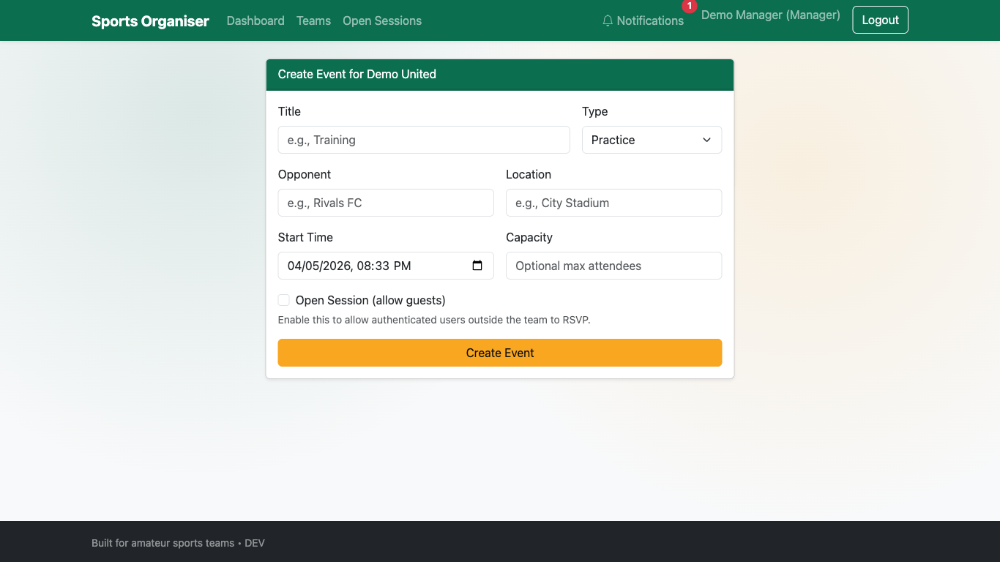 Sports Organiser Dashboard Teams Open Sessions Notifications 1 Demo Manager (Manager) Logout
Create Event for Demo United
Title Type
e.g., Training Practice
Opponent Location
e.g., Rivals FC e.g., City Stadium
Start Time Capacity
04/05/2026, 08:33 PM Optional max attendees
Open Session (allow guests)
Enable this to allow authenticated users outside the team to RSVP.
Create Event
Built for amateur sports teams • DEV